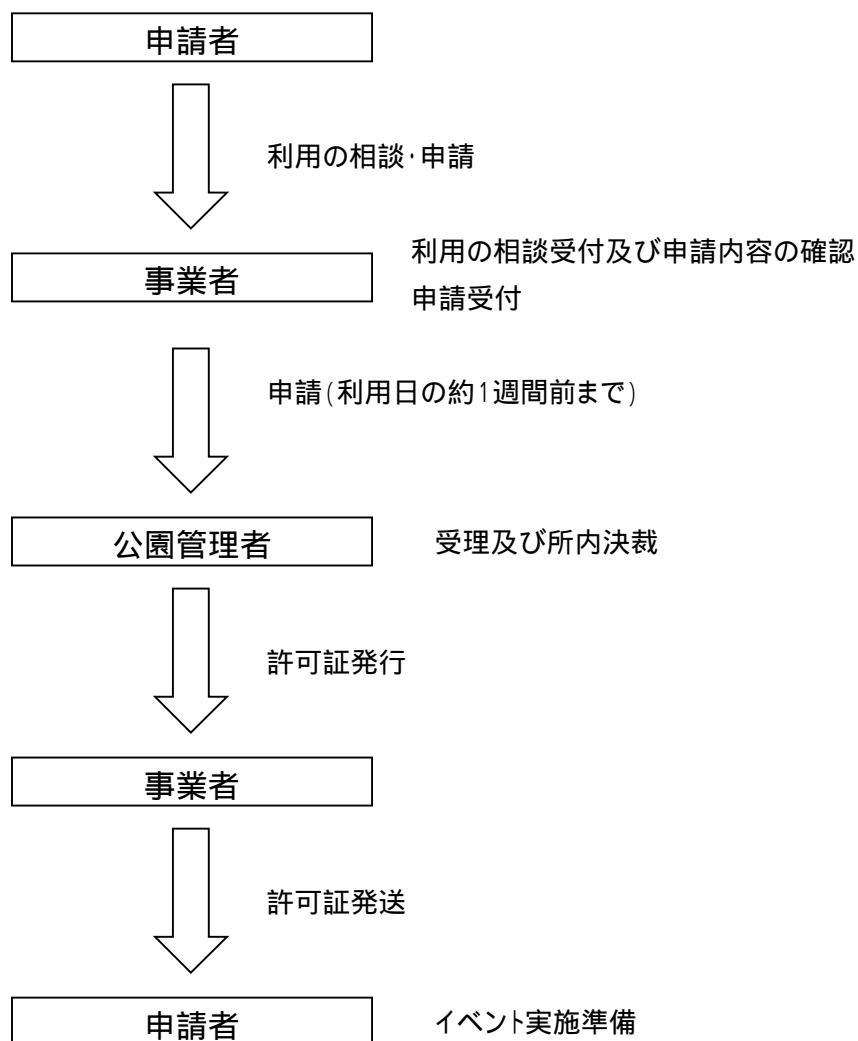 申請者
利用の相談・申請
事業者
利用の相談受付及び申請内容の確認
申請受付
申請(利用日の約1週間前まで)
公園管理者
受理及び所内決裁
許可証発行
事業者
許可証発送
申請者
イベント実施準備